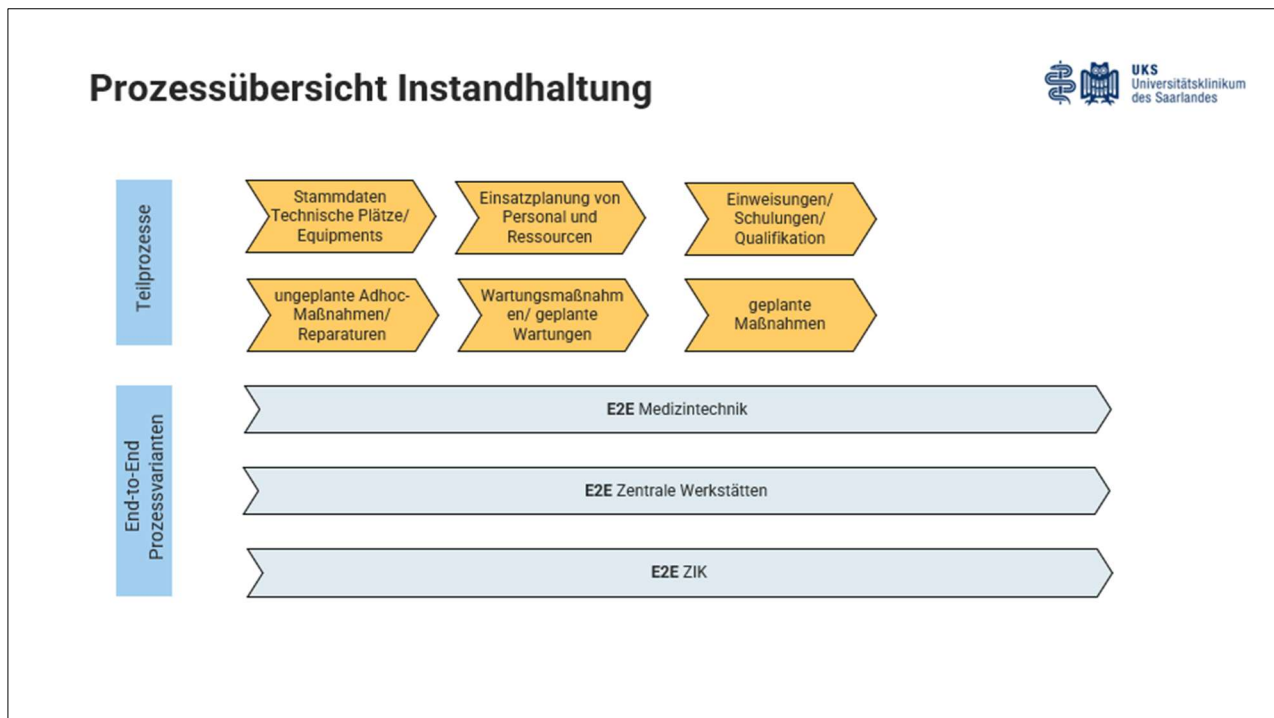 Prozessübersicht Instandhaltung
UKS
Universitätsklinikum
des Saarlandes
Teilprozesse
Stammdaten
Technische Plätze/
Equipments
Einsatzplanung von
Personal und
Ressourcen
Einweisungen/
Schulungen/
Qualifikation
ungeplante Adhoc-
Maßnahmen/
Reparaturen
Wartungsmaßnahm
en/ geplante
Wartungen
geplante
Maßnahmen
End-to-End
Prozessvarianten
E2E Medizintechnik
E2E Zentrale Werkstätten
E2E ZIK